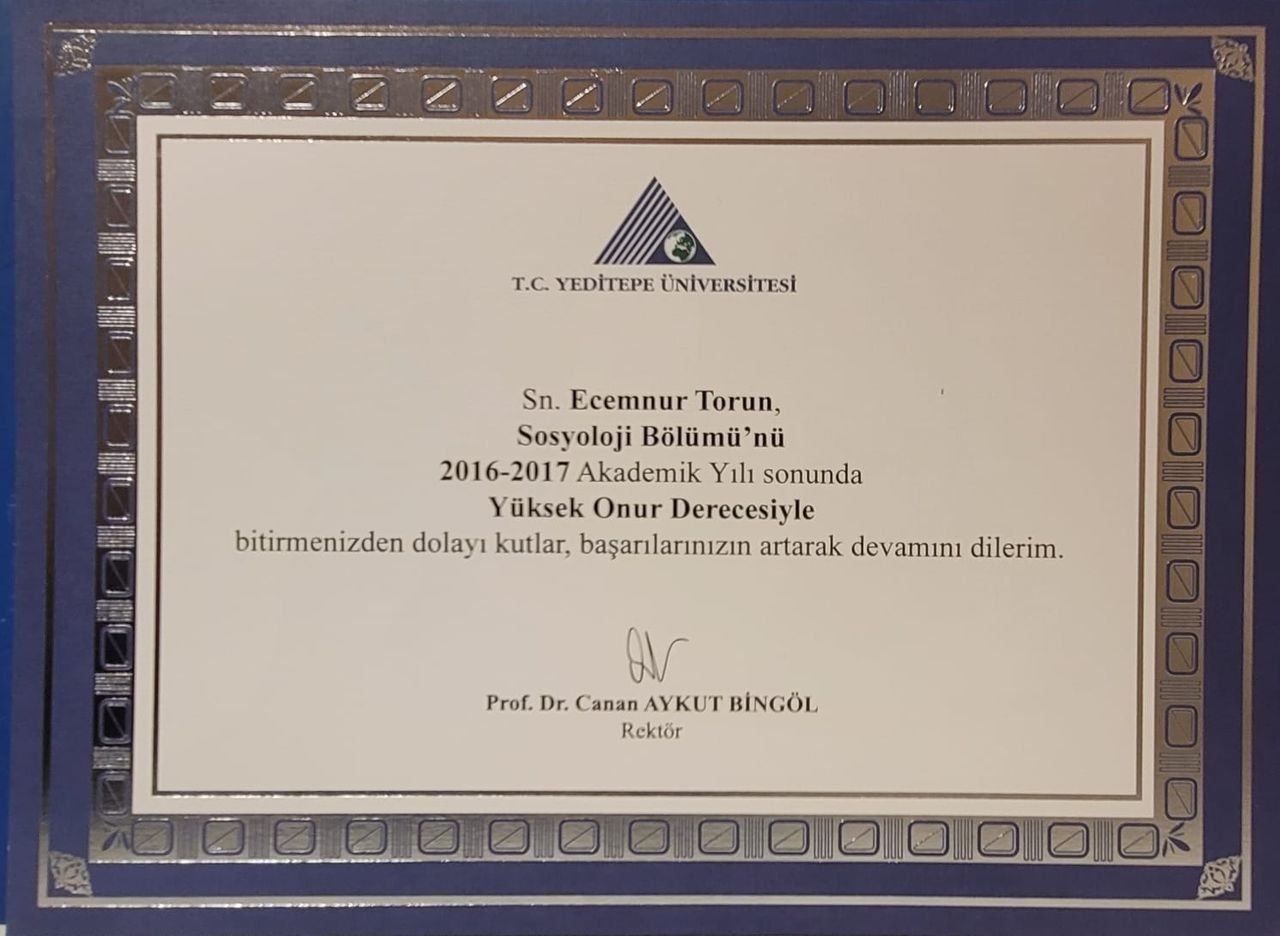 T.C. YEDİTEPE ÜNİVERSİTESİ
Sn. Ecemnur Torun,
Sosyoloji Bölümü’nü
2016-2017 Akademik Yılı sonunda
Yüksek Onur Derecesiyle
bitirmenizden dolayı kutlar, başarılarınızın artarak devamını dilerim.
Prof. Dr. Canan AYKUT BİNGÖL
Rektör